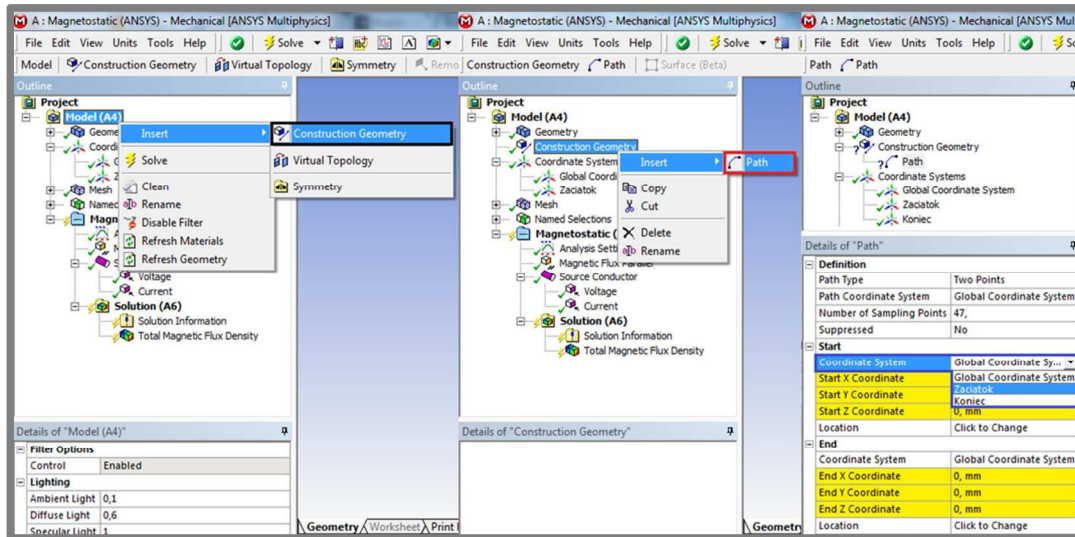 A : Magnetostatic (ANSYS) - Mechanical [ANSYS Multiphysics]
File Edit View Units Tools Help Solve
Model Construction Geometry Virtual Topology Symmetry
Outline
Project
Model (A4)
Insert
Construction Geometry
Solve
Virtual Topology
Clean
Symmetry
Mesh
Rename
Disable Filter
Refresh Materials
Refresh Geometry
Voltage
Current
Solution (A6)
Solution Information
Total Magnetic Flux Density
Details of "Model (A4)"
Filter Options
Control Enabled
Lighting
Ambient Light 0,1
Diffuse Light 0,6
Specular Light 1
Geometry Worksheet Print
A : Magnetostatic (ANSYS) - Mechanical [ANSYS Multiphysics]
File Edit View Units Tools Help Solve
Construction Geometry Path Surface (Beta)
Outline
Project
Model (A4)
Geometry
Construction Geometry
Insert
Path
Coordinate System
Global Coordi
Copy
Zaciatok
Cut
Mesh
Named Selections
Delete
Magnetostatic (
Rename
Analysis Sett
Magnetic Flux Parallel
Source Conductor
Voltage
Current
Solution (A6)
Solution Information
Total Magnetic Flux Density
Details of "Construction Geometry"
A : Magnetostatic (ANSYS) - Mechanical [ANSYS Mul
File Edit View Units Tools Help
Path Path
Outline
Project
Model (A4)
Geometry
Construction Geometry
Path
Coordinate Systems
Global Coordinate System
Zaciatok
Koniec
Details of "Path"
Definition
Path Type Two Points
Path Coordinate System Global Coordinate System
Number of Sampling Points 47,
Suppressed No
Start
Coordinate System Global Coordinate Sy...
Start X Coordinate Global Coordinate System
Start Y Coordinate Zaciatok
Koniec
Start Z Coordinate 0, mm
Location Click to Change
End
Coordinate System Global Coordinate System
End X Coordinate 0, mm
End Y Coordinate 0, mm
End Z Coordinate 0, mm
Location Click to Change